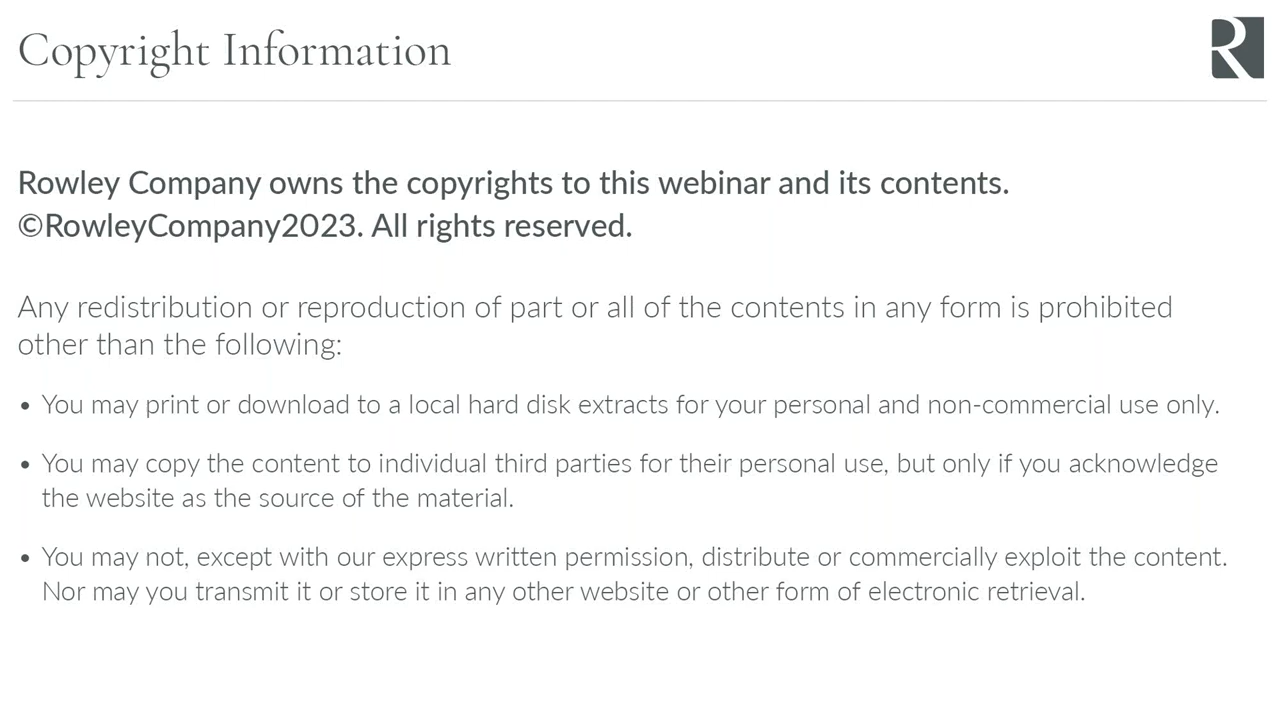 Copyright Information
R
Rowley Company owns the copyrights to this webinar and its contents.
©RowleyCompany2023. All rights reserved.
Any redistribution or reproduction of part or all of the contents in any form is prohibited
other than the following:
• You may print or download to a local hard disk extracts for your personal and non-commercial use only.
• You may copy the content to individual third parties for their personal use, but only if you acknowledge
the website as the source of the material.
• You may not, except with our express written permission, distribute or commercially exploit the content.
Nor may you transmit it or store it in any other website or other form of electronic retrieval.